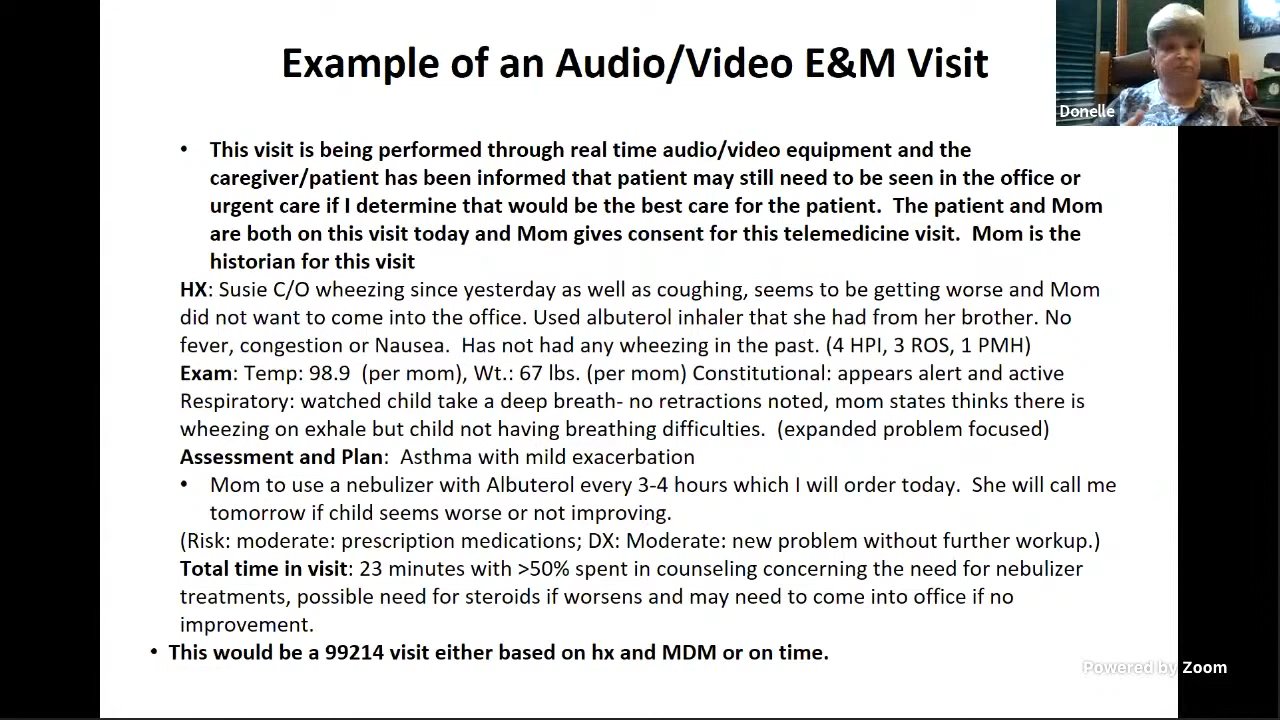 Example of an Audio/Video E&M Visit
Donelle
• This visit is being performed through real time audio/video equipment and the
caregiver/patient has been informed that patient may still need to be seen in the office or
urgent care if I determine that would be the best care for the patient.  The patient and Mom
are both on this visit today and Mom gives consent for this telemedicine visit.  Mom is the
historian for this visit
HX: Susie C/O wheezing since yesterday as well as coughing, seems to be getting worse and Mom
did not want to come into the office. Used albuterol inhaler that she had from her brother. No
fever, congestion or Nausea.  Has not had any wheezing in the past. (4 HPI, 3 ROS, 1 PMH)
Exam: Temp: 98.9  (per mom), Wt.: 67 lbs. (per mom) Constitutional: appears alert and active
Respiratory: watched child take a deep breath- no retractions noted, mom states thinks there is
wheezing on exhale but child not having breathing difficulties.  (expanded problem focused)
Assessment and Plan:  Asthma with mild exacerbation
• Mom to use a nebulizer with Albuterol every 3-4 hours which I will order today.  She will call me
tomorrow if child seems worse or not improving.
(Risk: moderate: prescription medications; DX: Moderate: new problem without further workup.)
Total time in visit: 23 minutes with >50% spent in counseling concerning the need for nebulizer
treatments, possible need for steroids if worsens and may need to come into office if no
improvement.
• This would be a 99214 visit either based on hx and MDM or on time.
Powered by Zoom